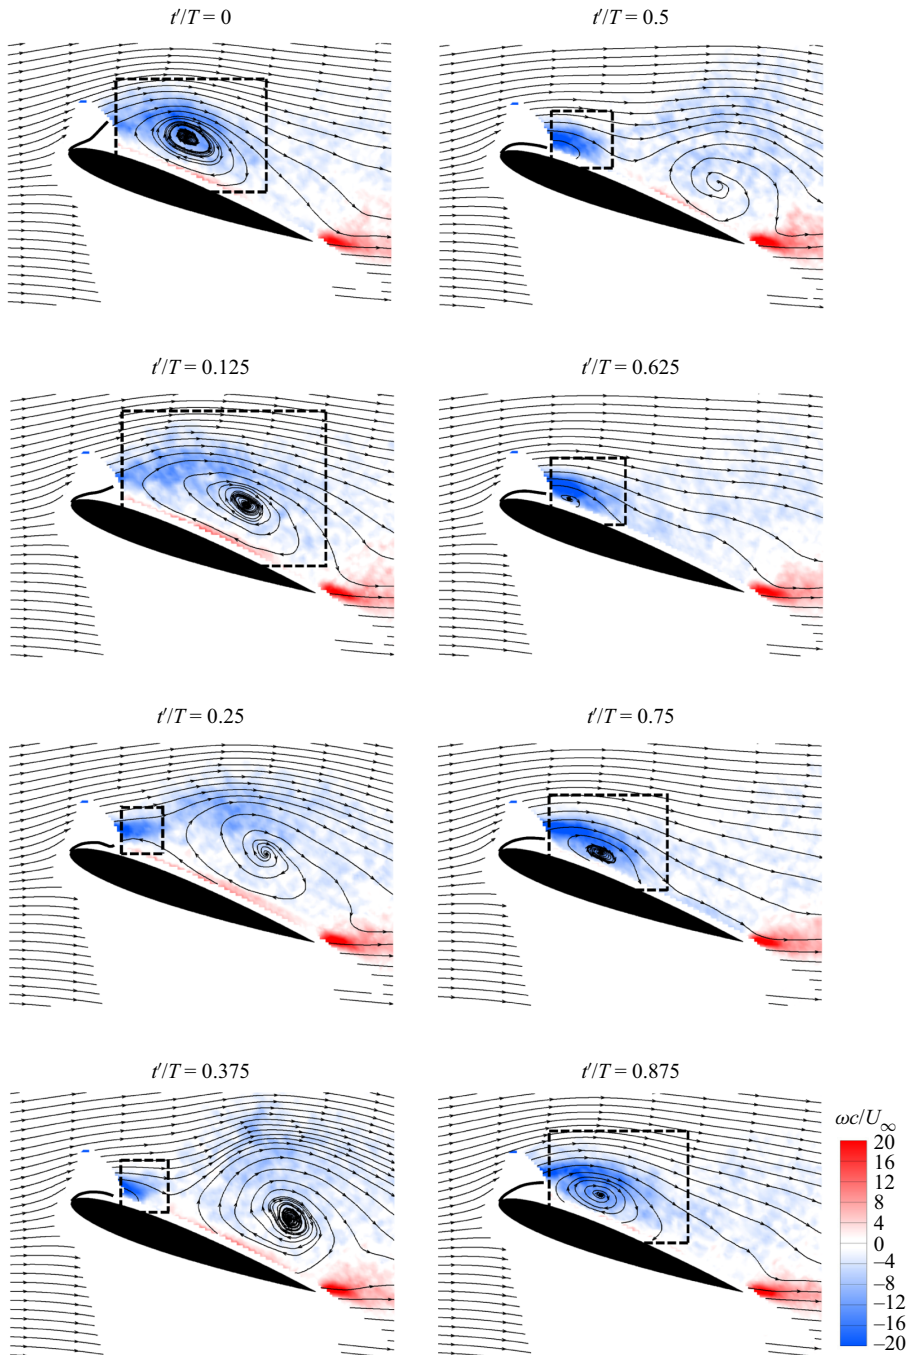 t′/T = 0
t′/T = 0.5
t′/T = 0.125
t′/T = 0.625
t′/T = 0.25
t′/T = 0.75
t′/T = 0.375
t′/T = 0.875
ωc/U∞
20
16
12
8
4
0
−4
−8
−12
−16
−20